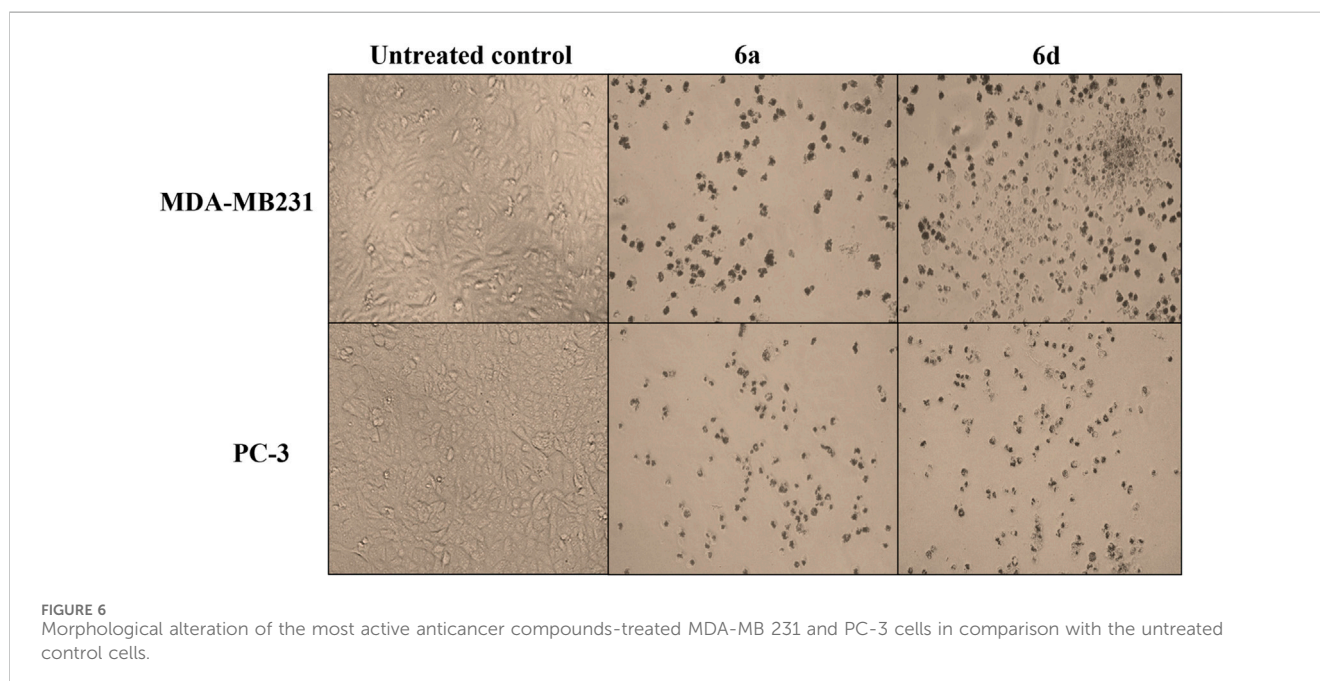 Untreated control 6a 6d
MDA-MB231
PC-3
FIGURE 6
Morphological alteration of the most active anticancer compounds-treated MDA-MB 231 and PC-3 cells in comparison with the untreated
control cells.